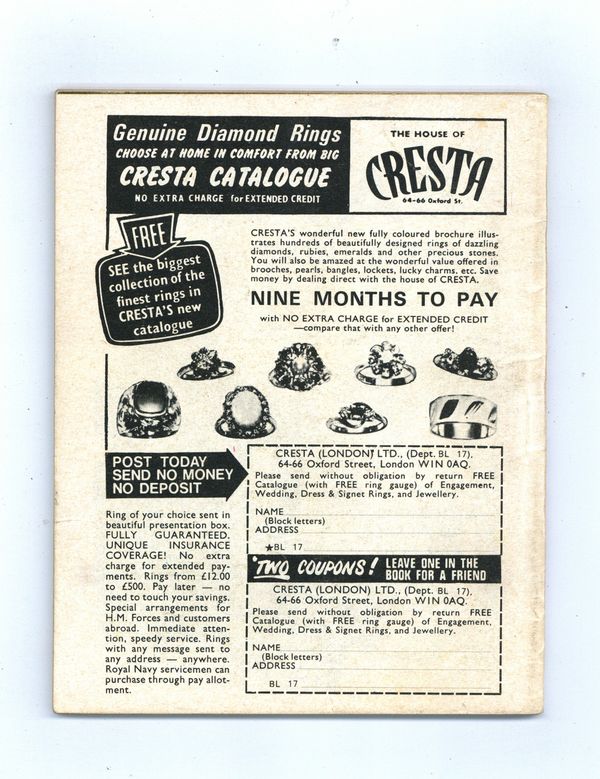 Genuine Diamond Rings
CHOOSE AT HOME IN COMFORT FROM BIG
CRESTA CATALOGUE
NO EXTRA CHARGE for EXTENDED CREDIT
THE HOUSE OF
CRESTA
64-66 Oxford St.
FREE
SEE the biggest
collection of the
finest rings in
CRESTA'S new
catalogue
CRESTA'S wonderful new fully coloured brochure illus-
trates hundreds of beautifully designed rings of dazzling
diamonds, rubies, emeralds and other precious stones.
You will also be amazed at the wonderful value offered in
brooches, pearls, bangles, lockets, lucky charms, etc. Save
money by dealing direct with the house of CRESTA.
NINE MONTHS TO PAY
with NO EXTRA CHARGE for EXTENDED CREDIT
—compare that with any other offer!
POST TODAY
SEND NO MONEY
NO DEPOSIT
Ring of your choice sent in
beautiful presentation box.
FULLY GUARANTEED.
UNIQUE INSURANCE
COVERAGE! No extra
charge for extended pay-
ments. Rings from £12.00
to £500. Pay later — no
need to touch your savings.
Special arrangements for
H.M. Forces and customers
abroad. Immediate atten-
tion, speedy service. Rings
with any message sent to
any address — anywhere.
Royal Navy servicemen can
purchase through pay allot-
ment.
CRESTA (LONDON) LTD., (Dept. BL 17),
64-66 Oxford Street, London W1N 0AQ.
Please send without obligation by return FREE
Catalogue (with FREE ring gauge) of Engagement,
Wedding, Dress & Signet Rings, and Jewellery.
NAME
(Block letters)
ADDRESS
★BL 17
TWO COUPONS! LEAVE ONE IN THE
BOOK FOR A FRIEND
CRESTA (LONDON) LTD., (Dept. BL 17),
64-66 Oxford Street, London W1N 0AQ.
Please send without obligation by return FREE
Catalogue (with FREE ring gauge) of Engagement,
Wedding, Dress & Signet Rings, and Jewellery.
NAME
(Block letters)
ADDRESS
BL 17